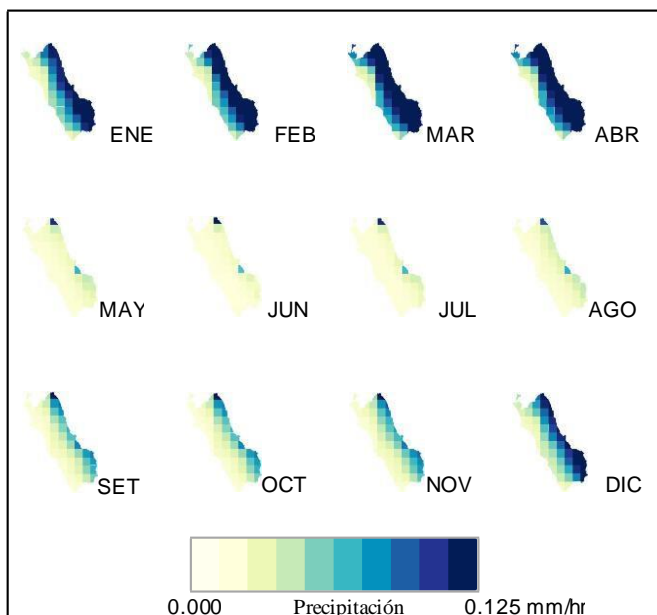 ENE FEB MAR ABR
MAY JUN JUL AGO
SET OCT NOV DIC
0.000 Precipitación 0.125 mm/hr